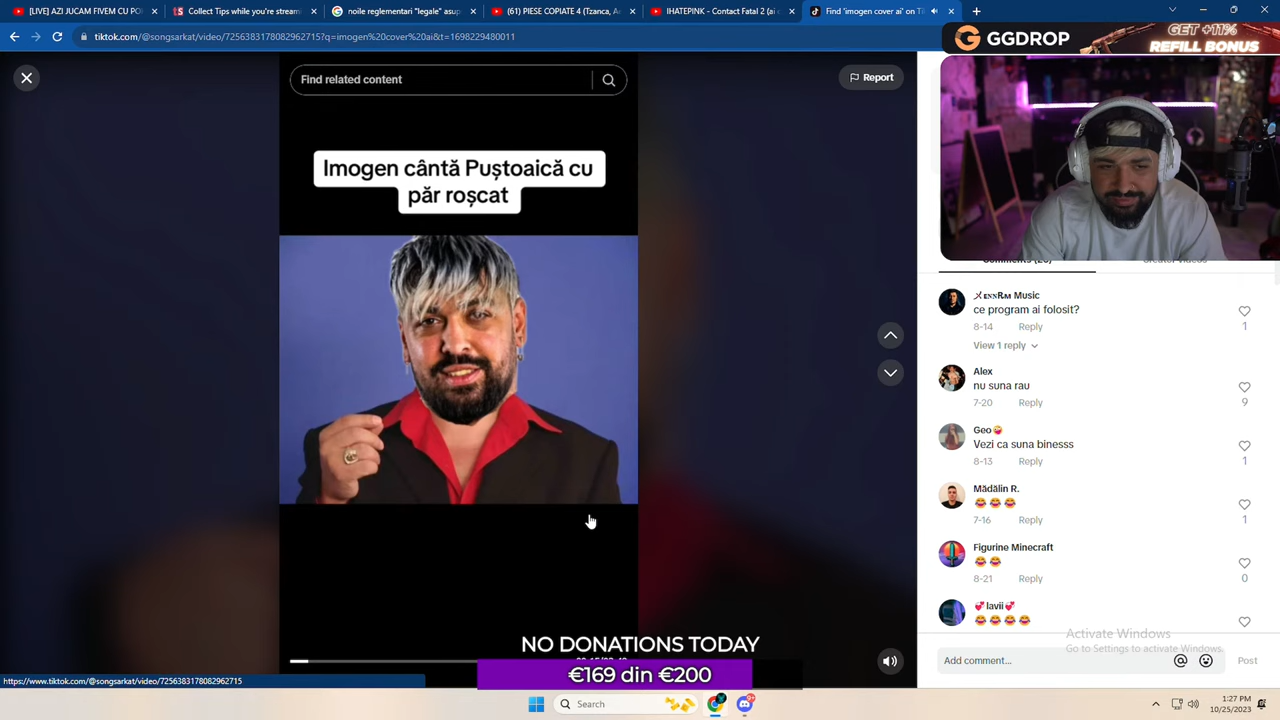 [LIVE] AZI JUCAM FIVEM CU PO
Collect Tips while you're stream
noile reglementari "legale" asup
(61) PIESE COPIATE 4 (Tzanca, A
IHATEPINK - Contact Fatal 2 (ai c
Find 'imogen cover ai' on Ti
tiktok.com/@songsarkat/video/7256383178082962715?q=imogen%20cover%20ai&t=1698229470011
GGDROP
GET +11%
REFILL BONUS
Find related content
Report
Imogen cântă Puștoaică cu
păr roșcat
Music
ce program ai folosit?
8-14 Reply
1
View 1 reply
Alex
nu suna rau
7-20 Reply
9
Geo🤪
Vezi ca suna binesss
8-13 Reply
1
Mădălin R.
😂😂😂
7-16 Reply
1
Figurine Minecraft
😂😂
8-21 Reply
0
💞lavii💞
😂😂😂😂
Activate Windows
Go to Settings to activate Windows.
Add comment...
Post
NO DONATIONS TODAY
€169 din €200
https://www.tiktok.com/@songsarkat/video/7256383178082962715
Search
1:27 PM
10/25/2023